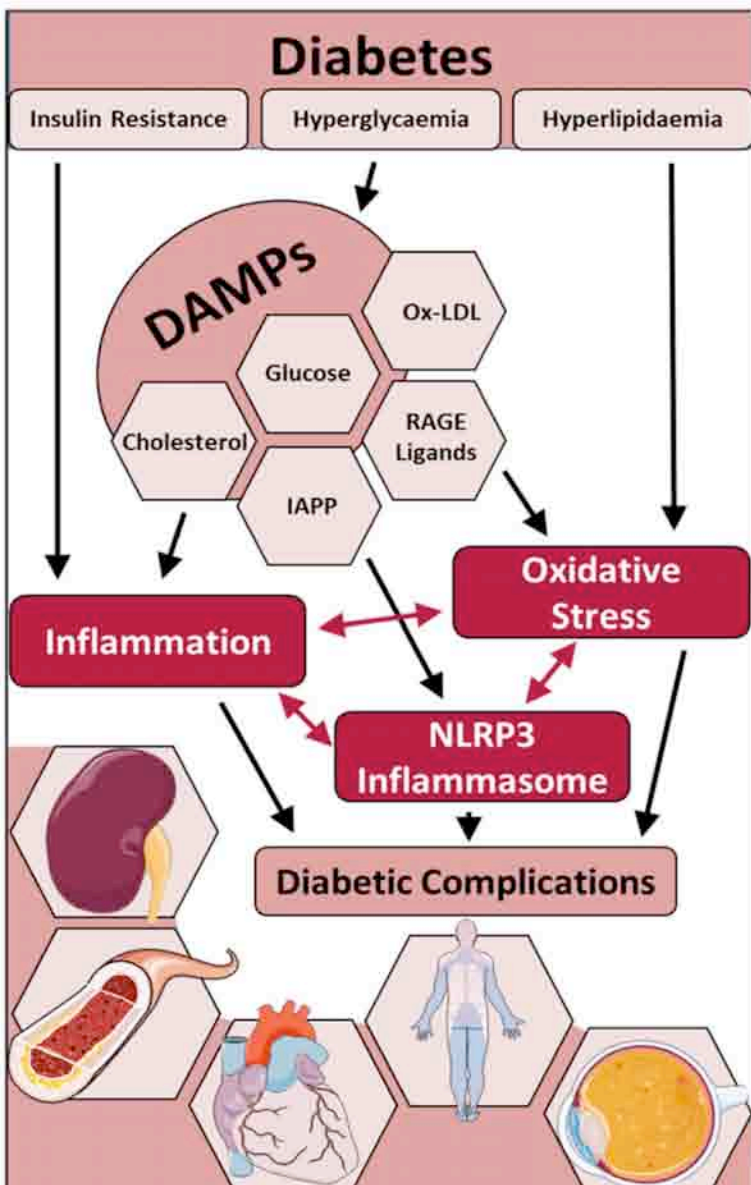 Diabetes
Insulin Resistance
Hyperglycaemia
Hyperlipidaemia
DAMPs
Ox-LDL
Glucose
Cholesterol
RAGE
Ligands
IAPP
Oxidative
Stress
Inflammation
NLRP3
Inflammasome
Diabetic Complications